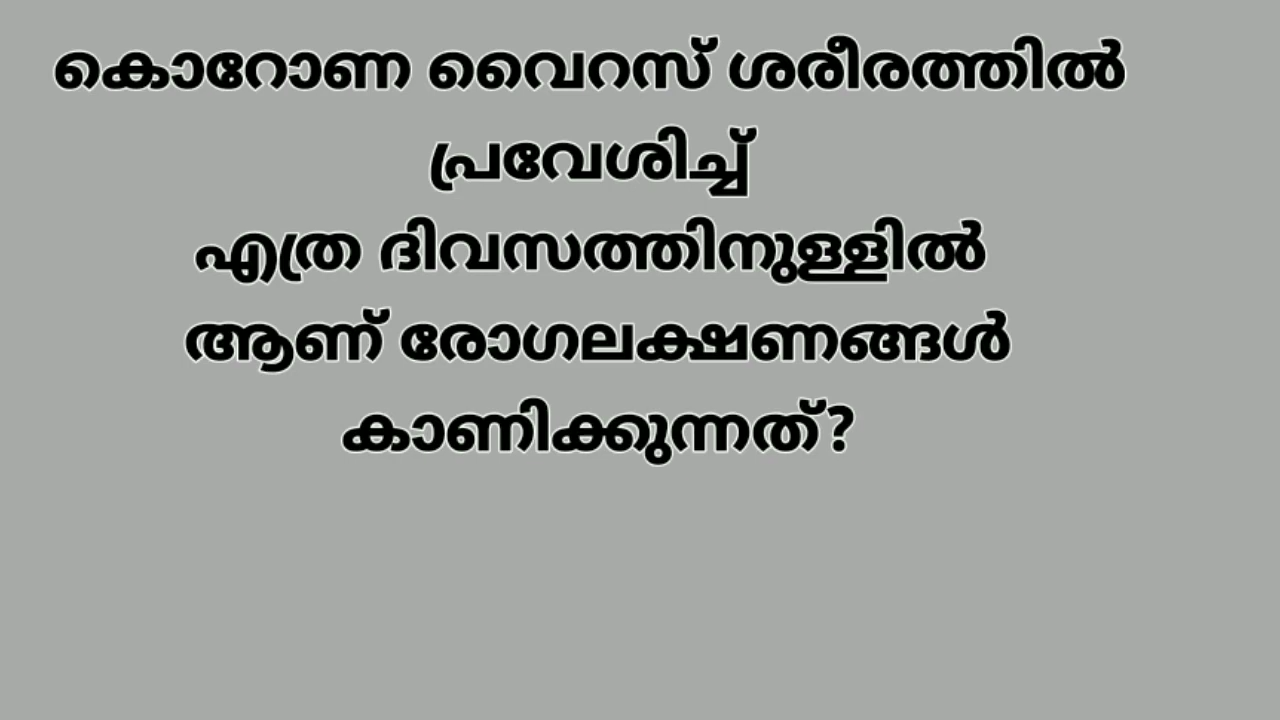 കൊറോണ വൈറസ് ശരീരത്തിൽ
പ്രവേശിച്ച്
എത്ര ദിവസത്തിനുള്ളിൽ
ആണ് രോഗലക്ഷണങ്ങൾ
കാണിക്കുന്നത്?